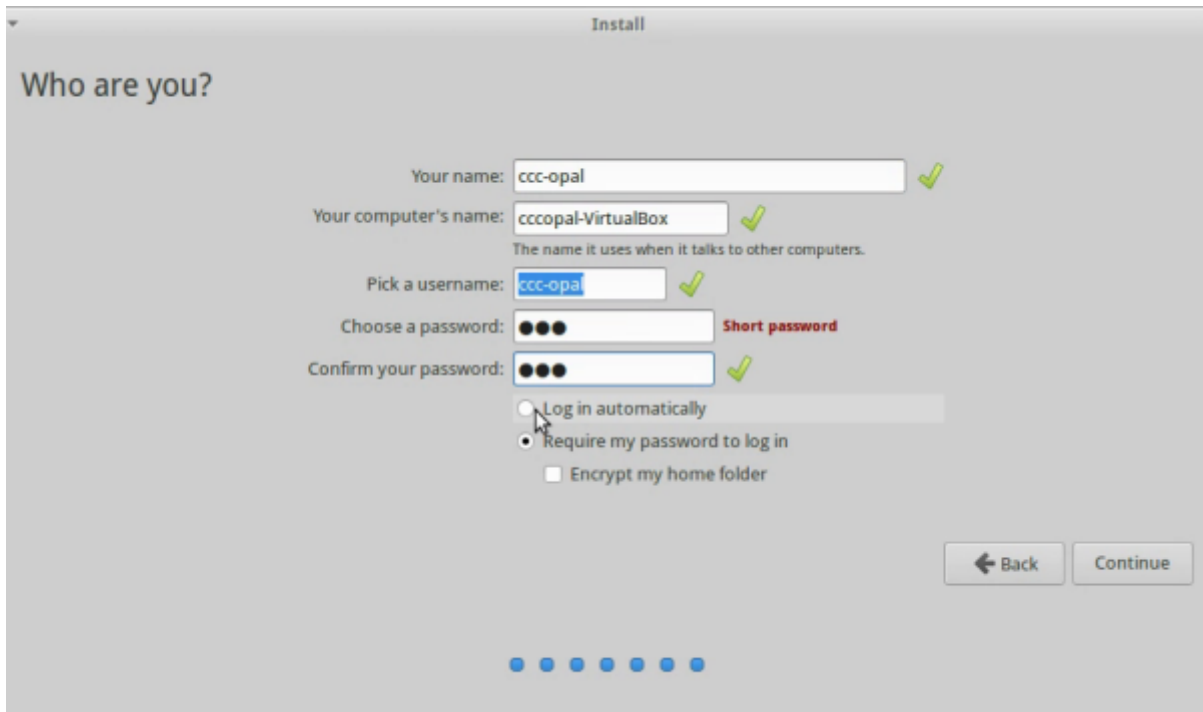 Install
Who are you?
Your name: ccc-opal
Your computer's name: cccopal-VirtualBox
The name it uses when it talks to other computers.
Pick a username: ccc-opal
Choose a password: ●●● Short password
Confirm your password: ●●●
Log in automatically
Require my password to log in
Encrypt my home folder
Back Continue